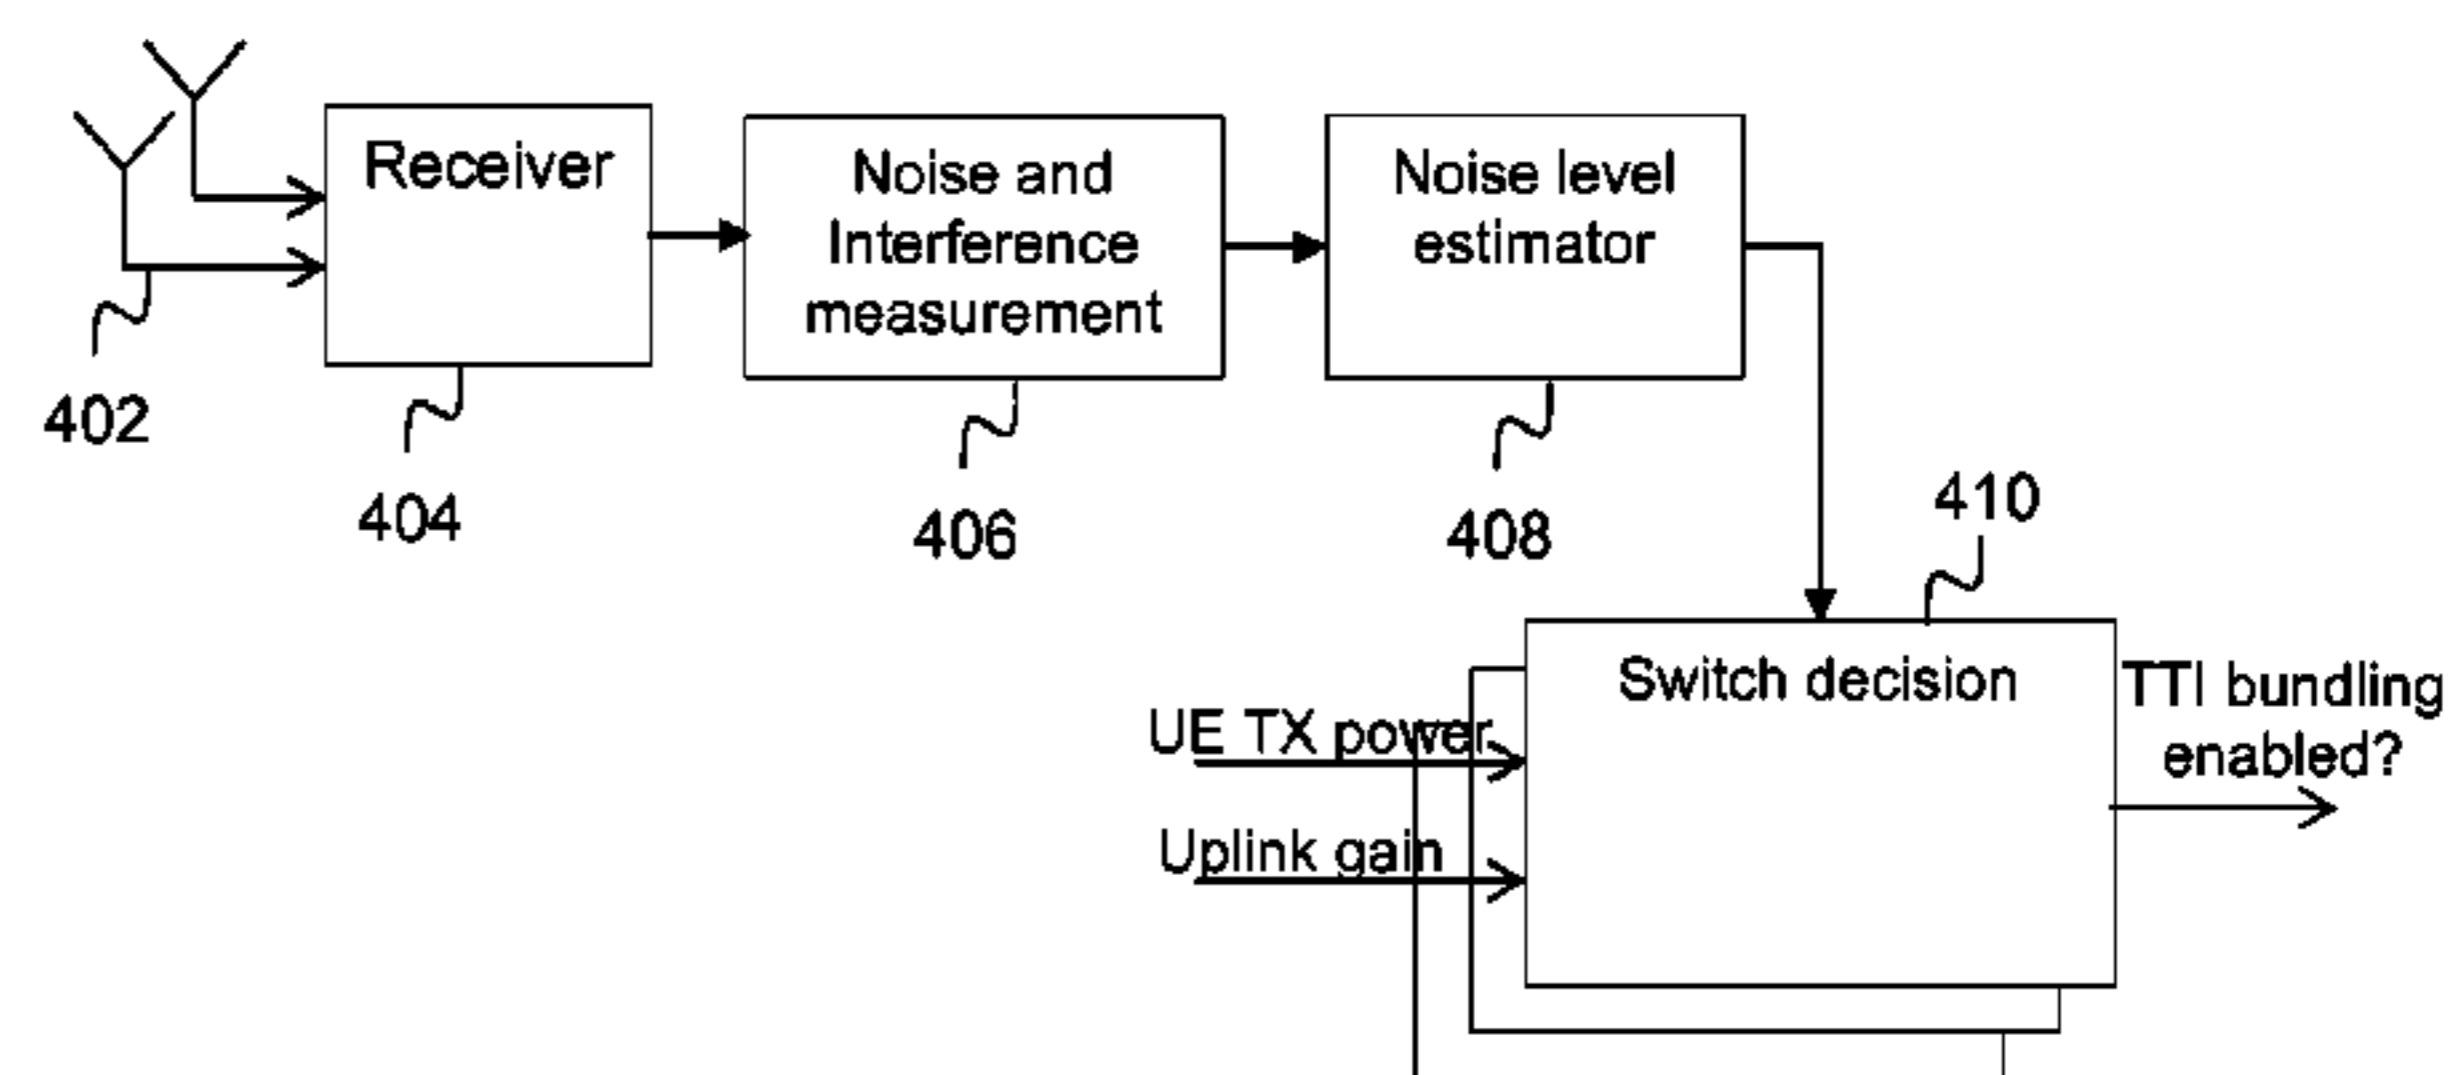 Receiver
Noise and
Interference
measurement
Noise level
estimator
402
404
406
408
410
Switch decision
UE TX power
Uplink gain
TTI bundling
enabled?